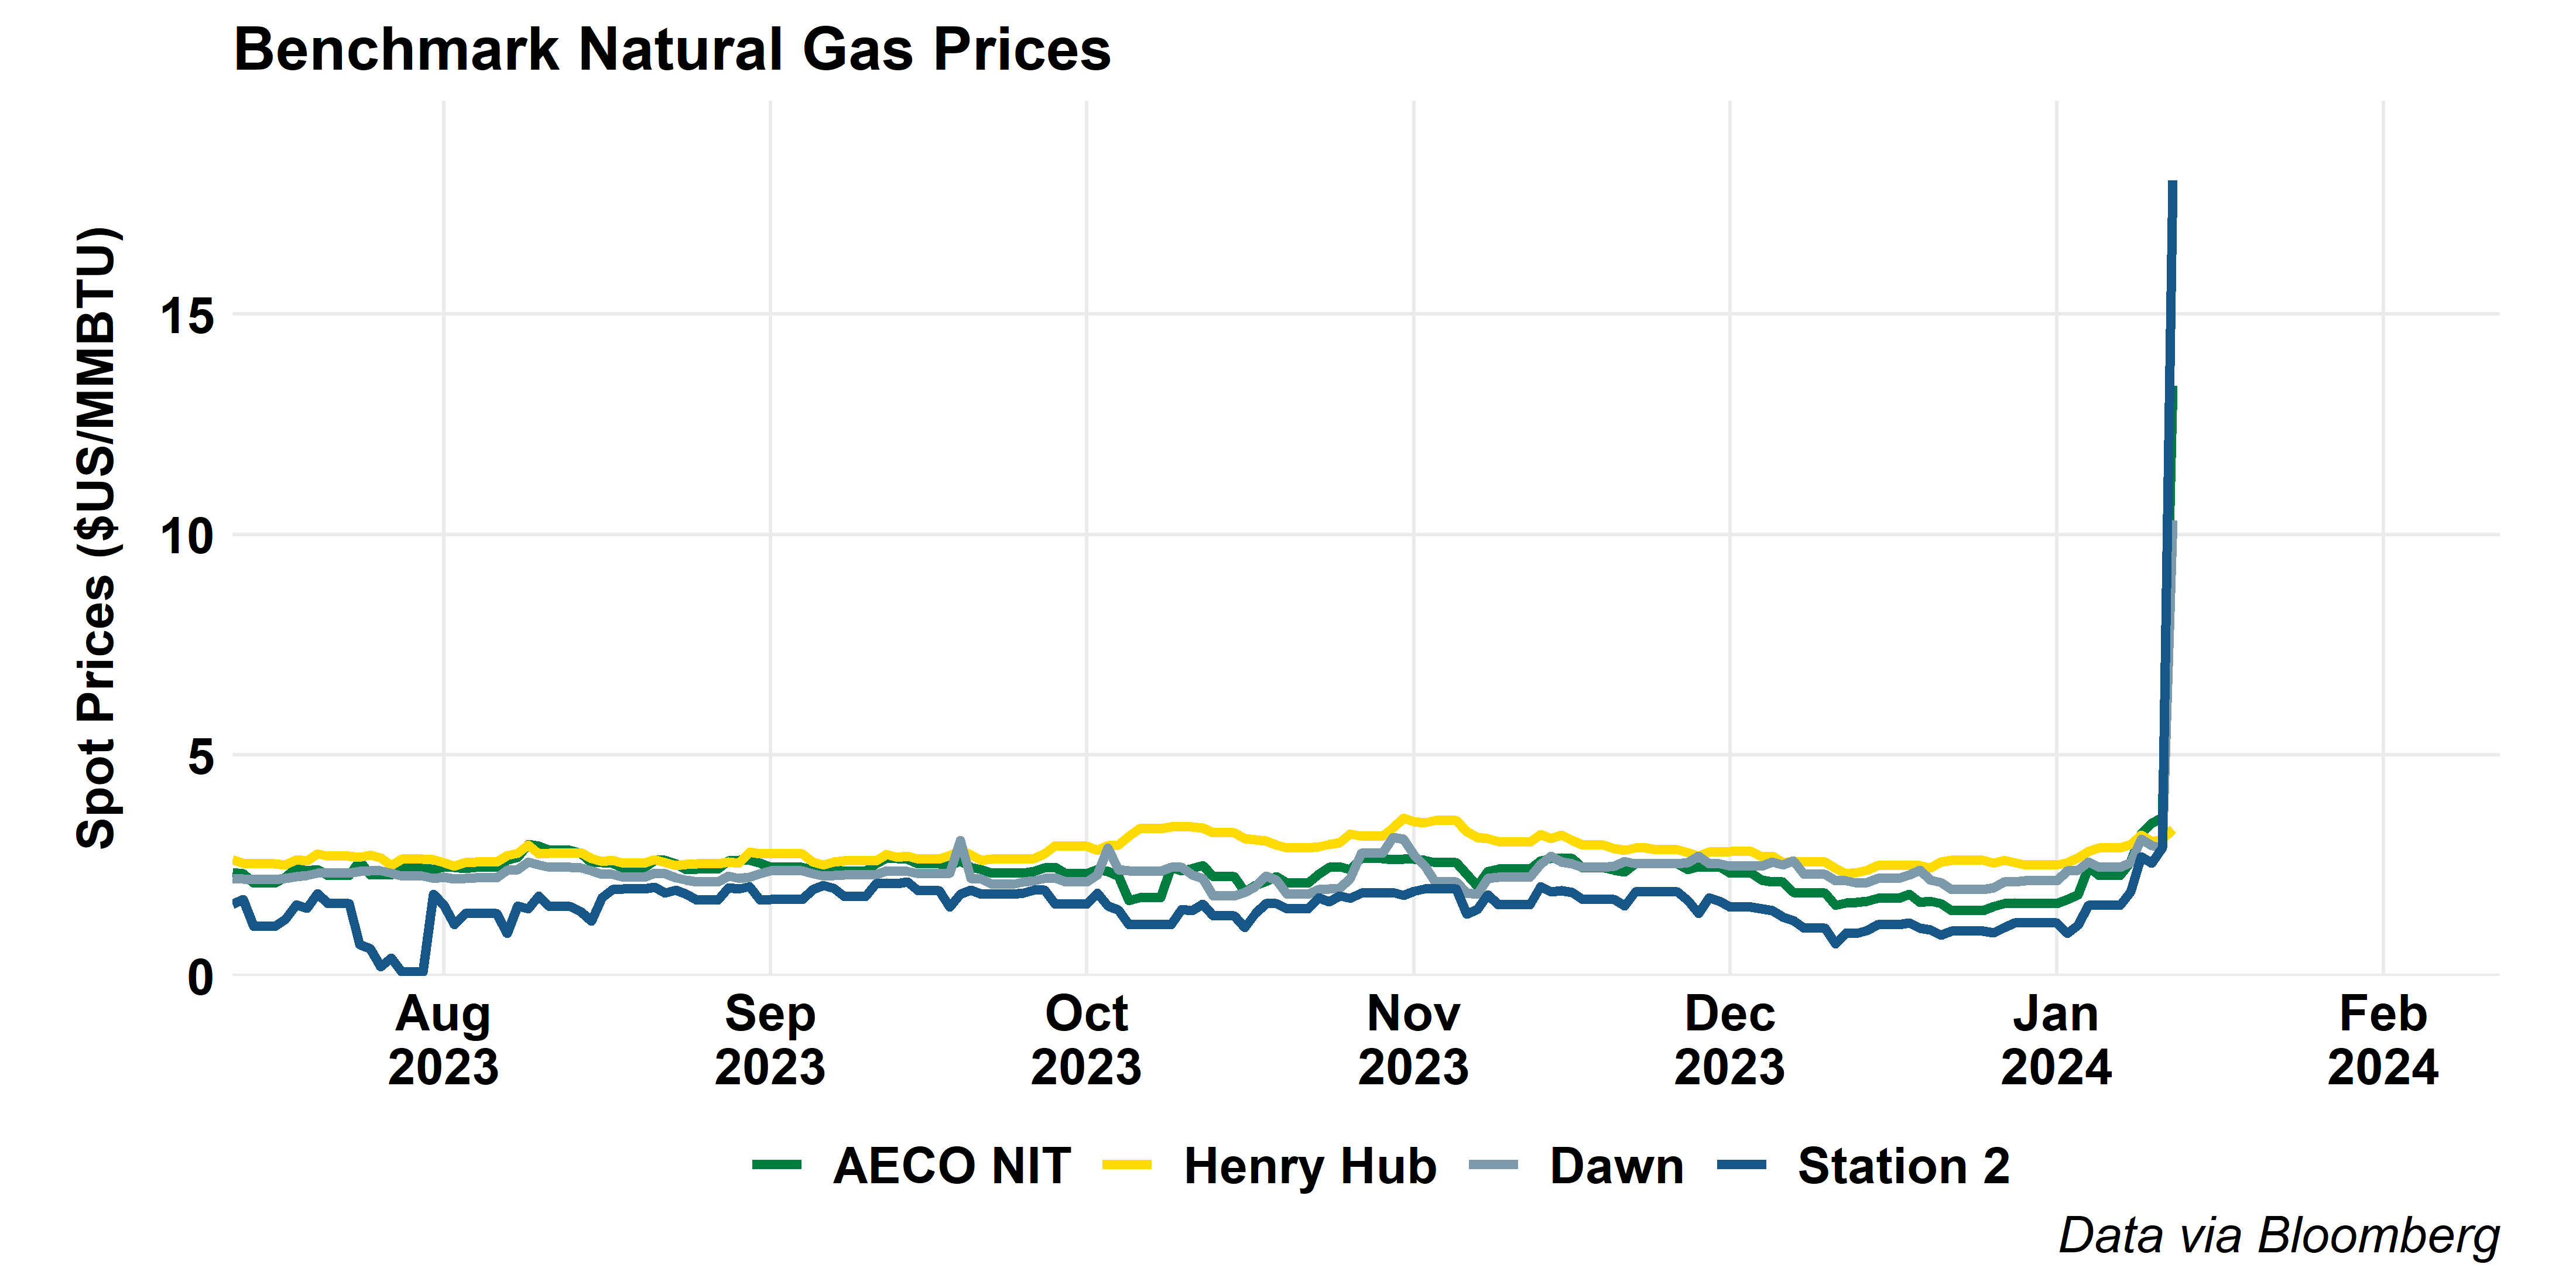 Benchmark Natural Gas Prices
Spot Prices ($US/MMBTU)
15
10
5
0
Aug 2023
Sep 2023
Oct 2023
Nov 2023
Dec 2023
Jan 2024
Feb 2024
AECO NIT Henry Hub Dawn Station 2
Data via Bloomberg